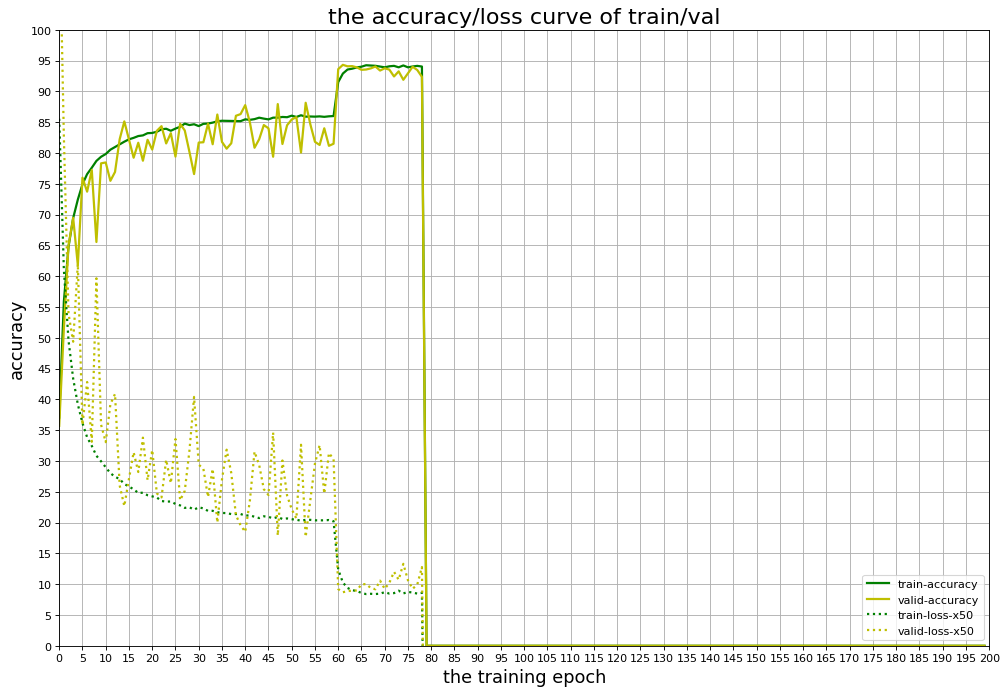 the accuracy/loss curve of train/val
100
95
90
85
80
75
70
65
60
55
50
45
40
35
30
25
20
15
10
5
0
accuracy
train-accuracy
valid-accuracy
train-loss-x50
valid-loss-x50
0 5 10 15 20 25 30 35 40 45 50 55 60 65 70 75 80 85 90 95 100 105 110 115 120 125 130 135 140 145 150 155 160 165 170 175 180 185 190 195 200
the training epoch